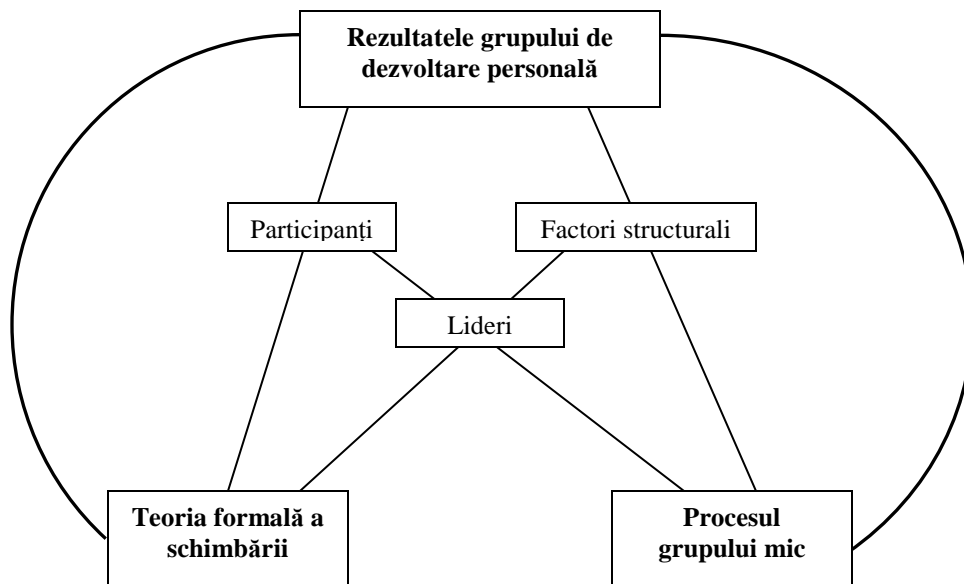 Rezultatele grupului de
dezvoltare personală
Participanți
Factori structurali
Lideri
Teoria formală a
schimbării
Procesul
grupului mic